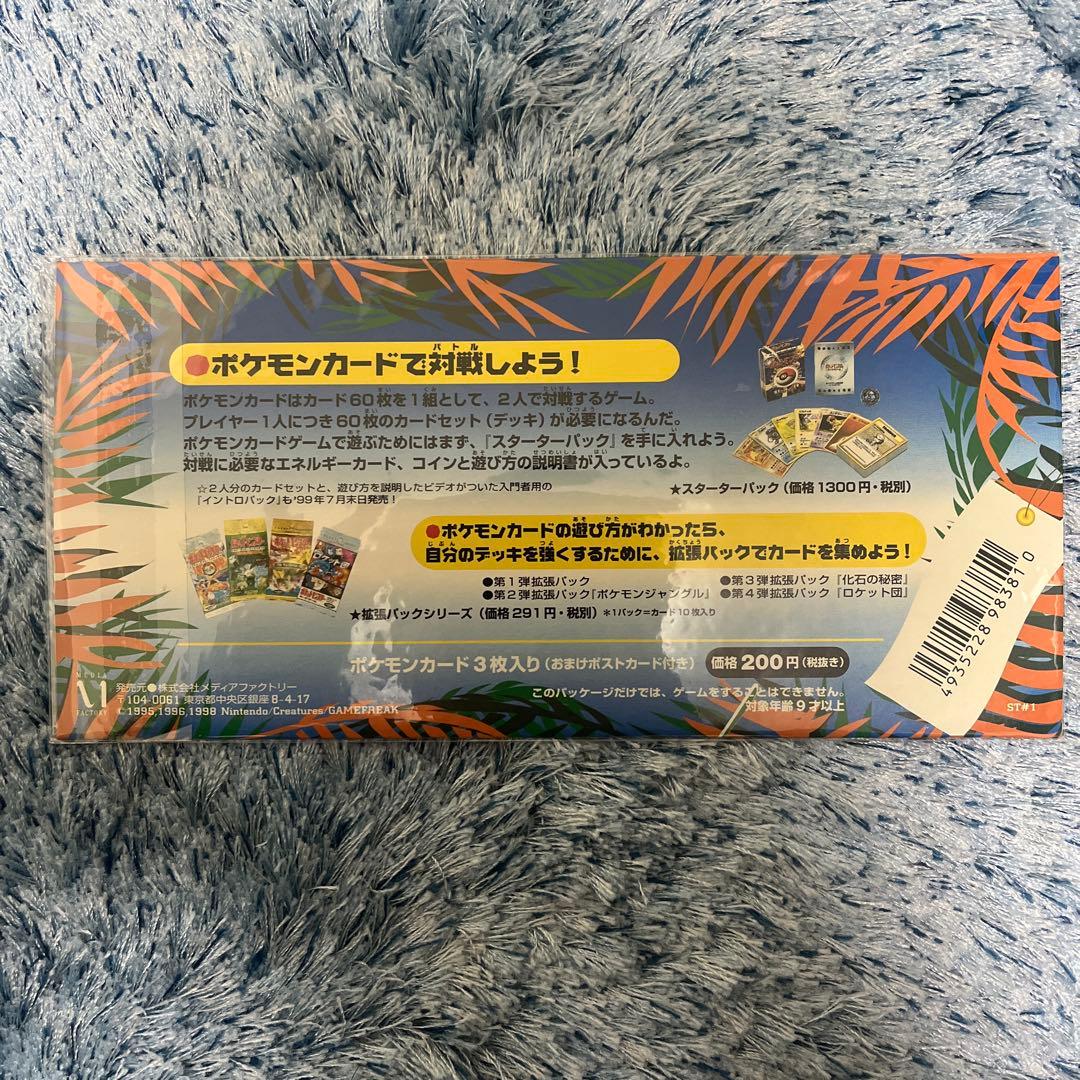 ●ポケモンカードで対戦しよう！
バトル
ポケモンカードはカード60枚を1組として、2人で対戦するゲーム。
プレイヤー1人につき60枚のカードセット（デッキ）が必要になるんだ。
ポケモンカードゲームで遊ぶためにはまず、『スターターパック』を手に入れよう。
対戦に必要なエネルギーカード、コインと遊び方の説明書が入っているよ。
☆2人分のカードセットと、遊び方を説明したビデオがついた入門者用の
『イントロパック』も'99年7月末日発売！
★スターターパック（価格1300円・税別）
●ポケモンカードの遊び方がわかったら、
自分のデッキを強くするために、拡張パックでカードを集めよう！
●第1弾拡張パック
●第2弾拡張パック『ポケモンジャングル』
●第3弾拡張パック『化石の秘密』
●第4弾拡張パック『ロケット団』
★拡張パックシリーズ（価格291円・税別）＊1パックーカード10枚入り
ポケモンカード3枚入り（おまけポストカード付き）
価格200円（税抜き）
このパッケージだけでは、ゲームをすることはできません。
対象年齢9才以上
MEDIA FACTORY
発売元●株式会社メディアファクトリー
〒104-0061 東京都中央区銀座8-4-17
©1995,1996,1998 Nintendo/Creatures/GAMEFREAK
4935228983810
ST#1